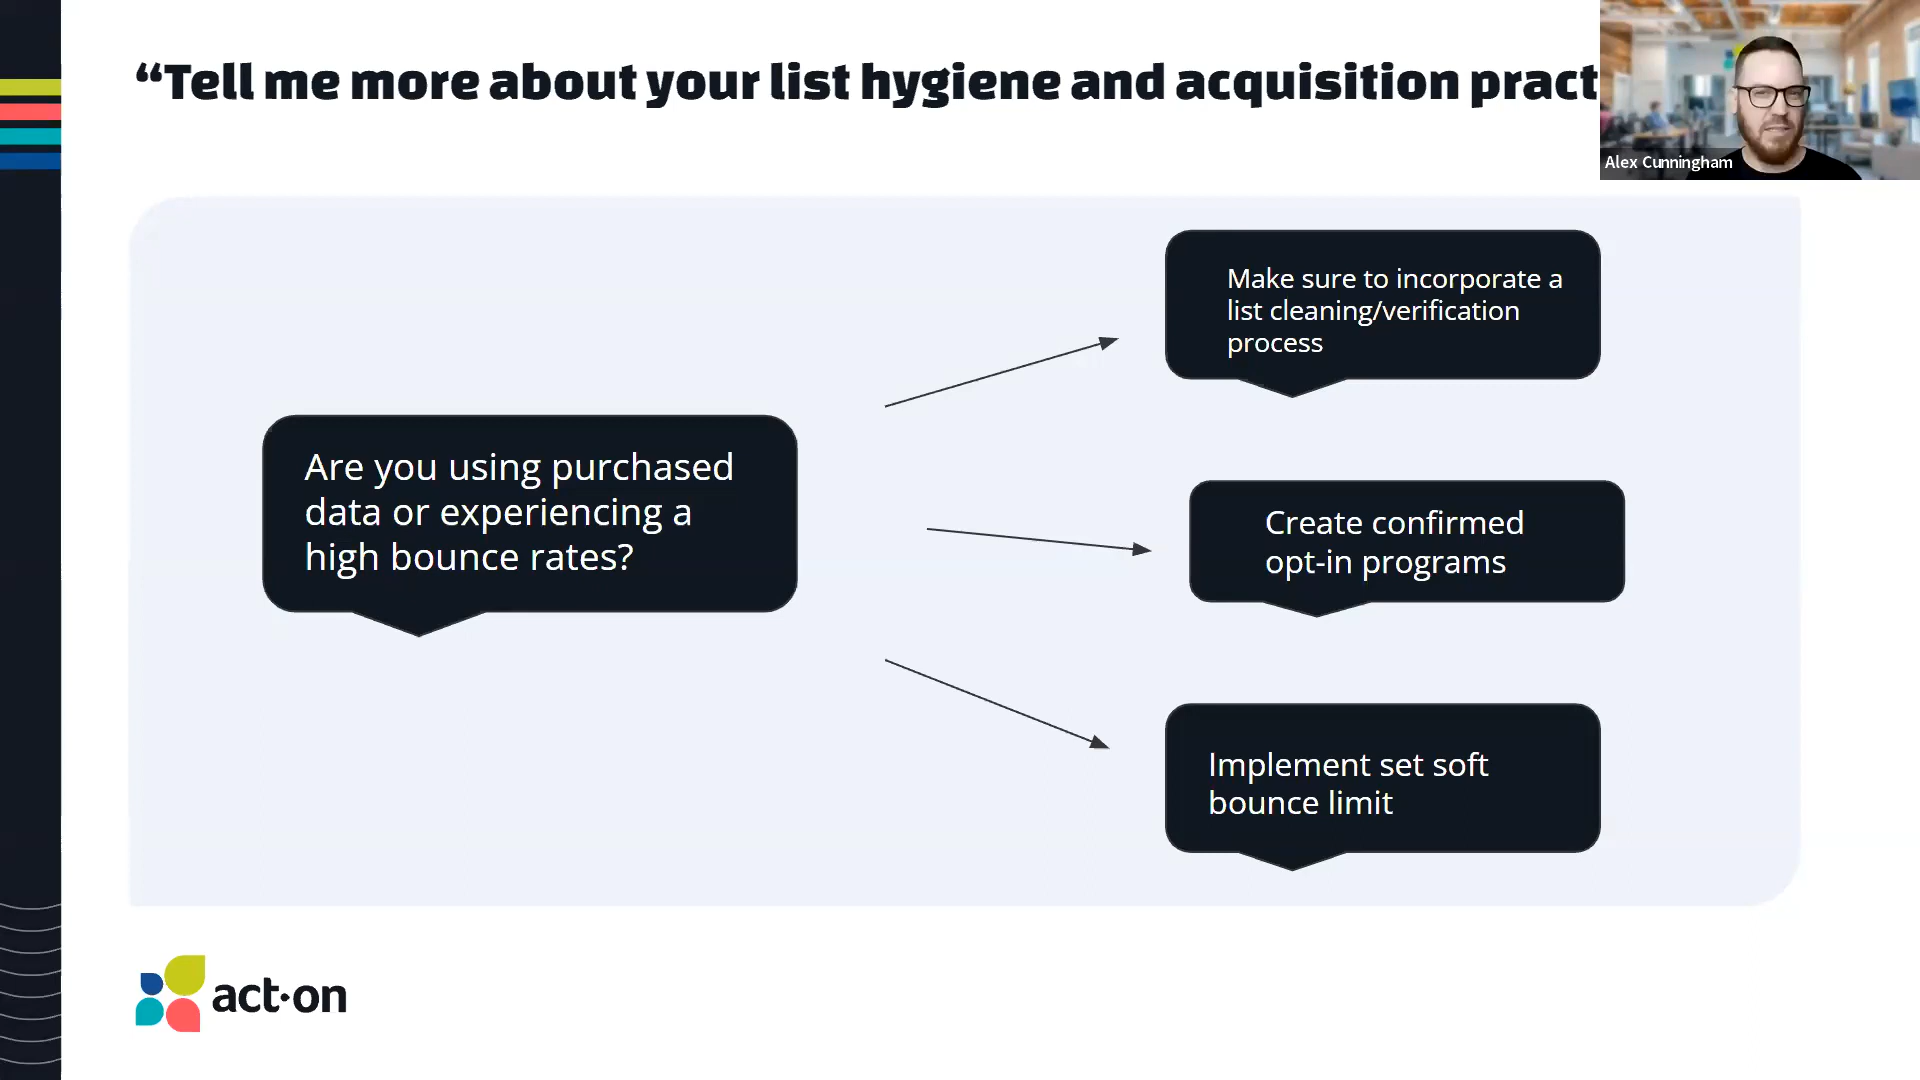 “Tell me more about your list hygiene and acquisition pract
Alex Cunningham
Make sure to incorporate a
list cleaning/verification
process
Are you using purchased
data or experiencing a
high bounce rates?
Create confirmed
opt-in programs
Implement set soft
bounce limit
act-on